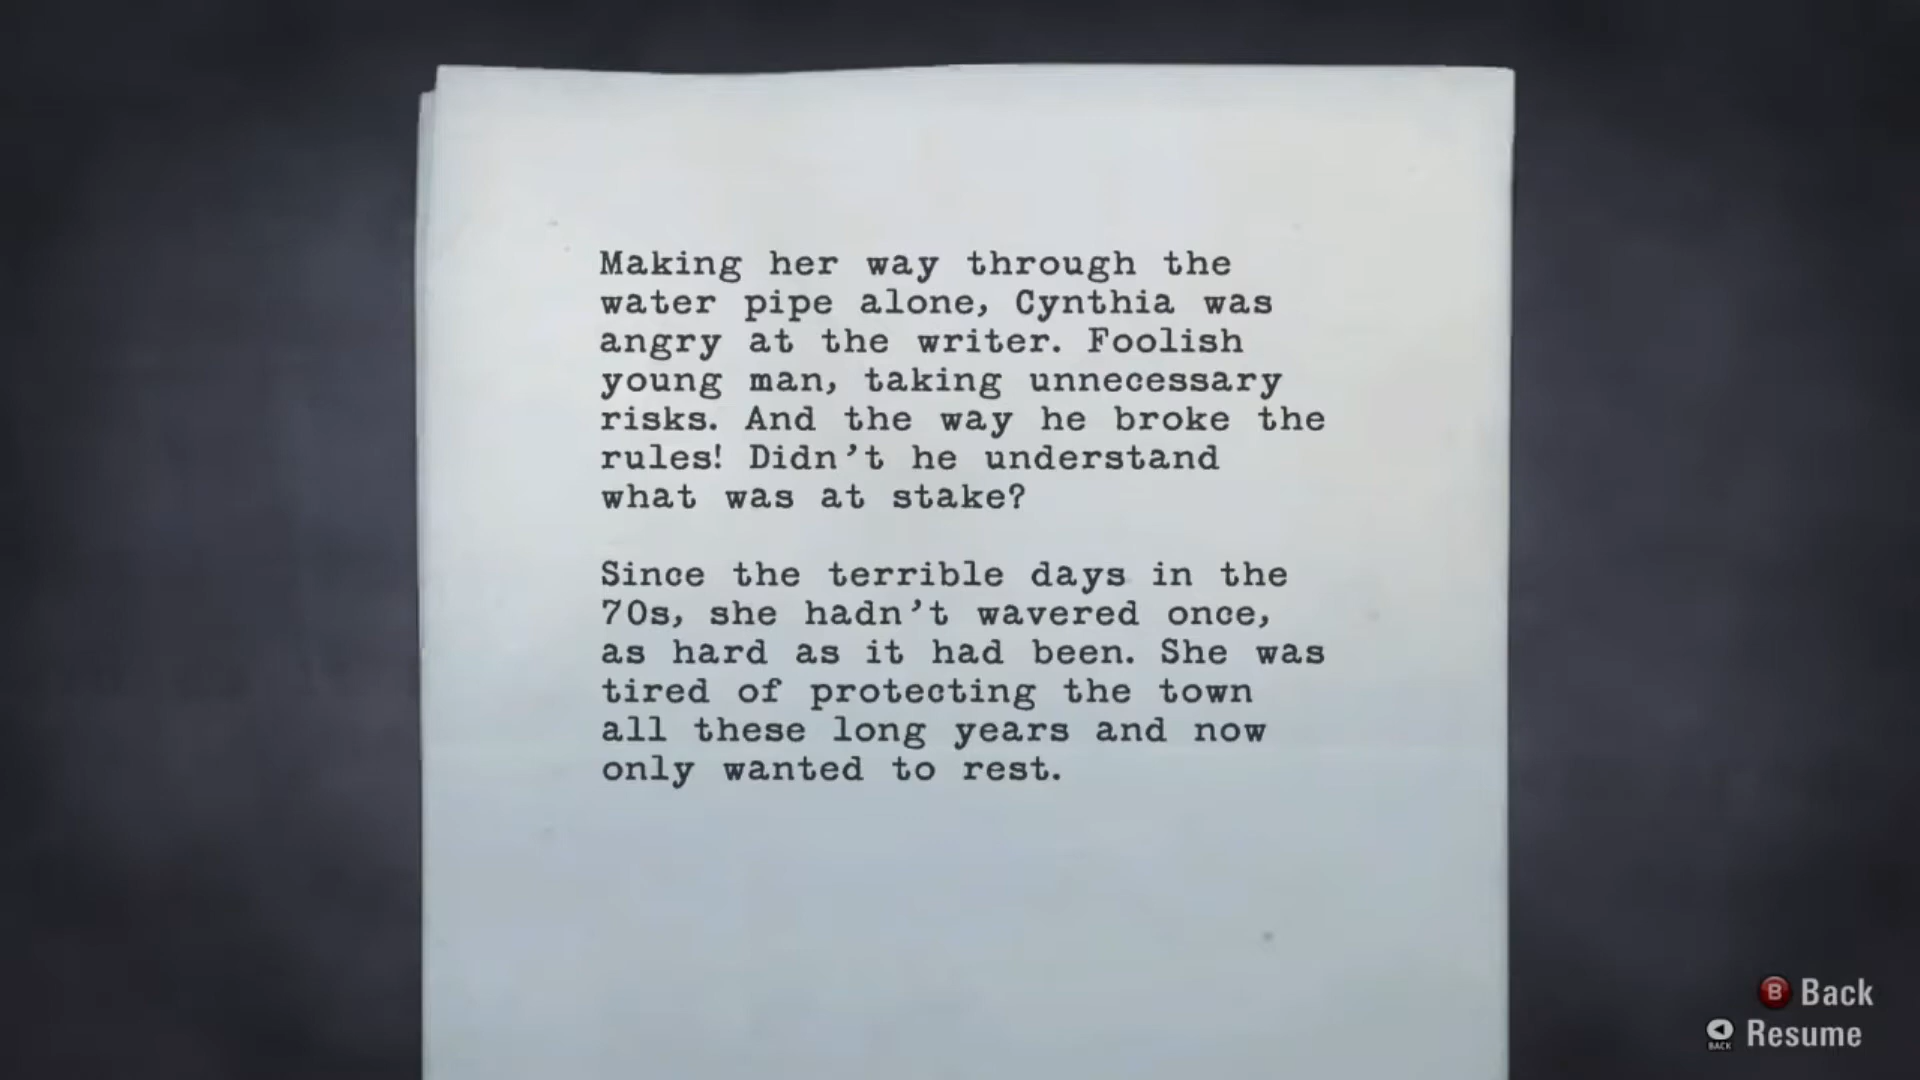 Making her way through the
water pipe alone, Cynthia was
angry at the writer. Foolish
young man, taking unnecessary
risks. And the way he broke the
rules! Didn't he understand
what was at stake?
Since the terrible days in the
70s, she hadn't wavered once,
as hard as it had been. She was
tired of protecting the town
all these long years and now
only wanted to rest.
B Back
BACK Resume